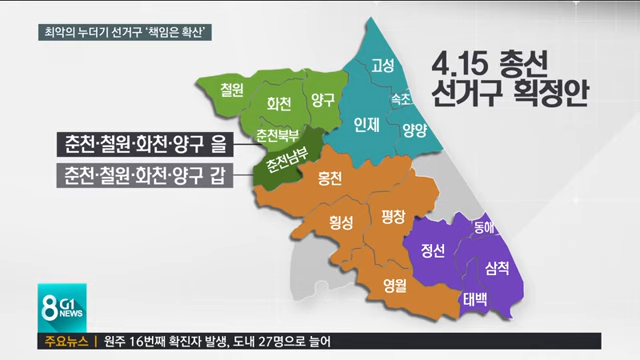 최악의 누더기 선거구 '책임은 확산'
4.15 총선
선거구 획정안
고성
철원
화천
양구
속초
인제
양양
춘천북부
춘천·철원·화천·양구 을
춘천남부
춘천·철원·화천·양구 갑
홍천
횡성
평창
동해
정선
삼척
영월
태백
8 G1
NEWS
주요뉴스 원주 16번째 확진자 발생, 도내 27명으로 늘어